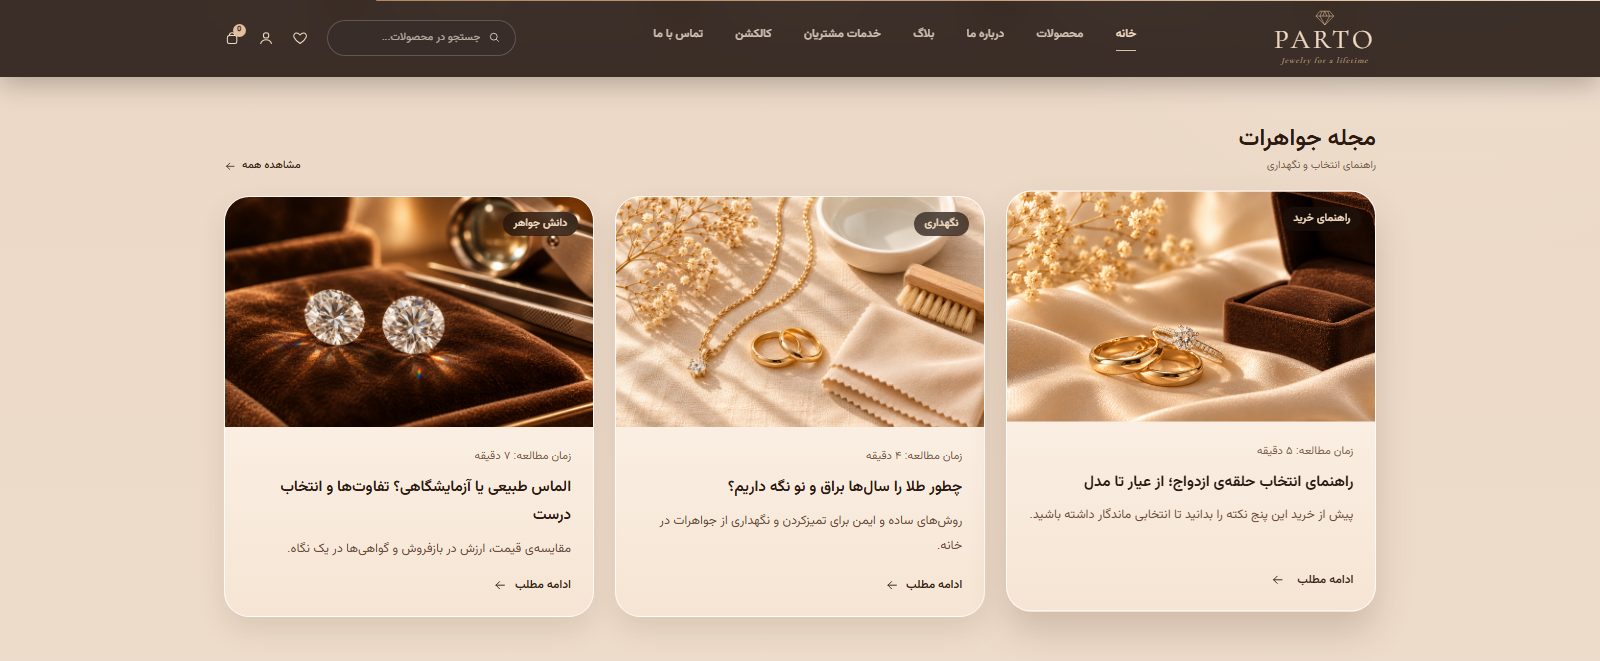 PARTO
Jewelry for a lifetime
خانه
محصولات
درباره ما
بلاگ
خدمات مشتریان
کالکشن
تماس با ما
جستجو در محصولات...
0
مجله جواهرات
راهنمای انتخاب و نگهداری
مشاهده همه
راهنمای خرید
زمان مطالعه: ۵ دقیقه
راهنمای انتخاب حلقه‌ی ازدواج؛ از عیار تا مدل
پیش از خرید این پنج نکته را بدانید تا انتخابی ماندگار داشته باشید.
ادامه مطلب
نگهداری
زمان مطالعه: ۴ دقیقه
چطور طلا را سال‌ها براق و نو نگه داریم؟
روش‌های ساده و ایمن برای تمیزکردن و نگهداری از جواهرات در
خانه.
ادامه مطلب
دانش جواهر
زمان مطالعه: ۷ دقیقه
الماس طبیعی یا آزمایشگاهی؟ تفاوت‌ها و انتخاب
درست
مقایسه‌ی قیمت، ارزش در بازفروش و گواهی‌ها در یک نگاه.
ادامه مطلب